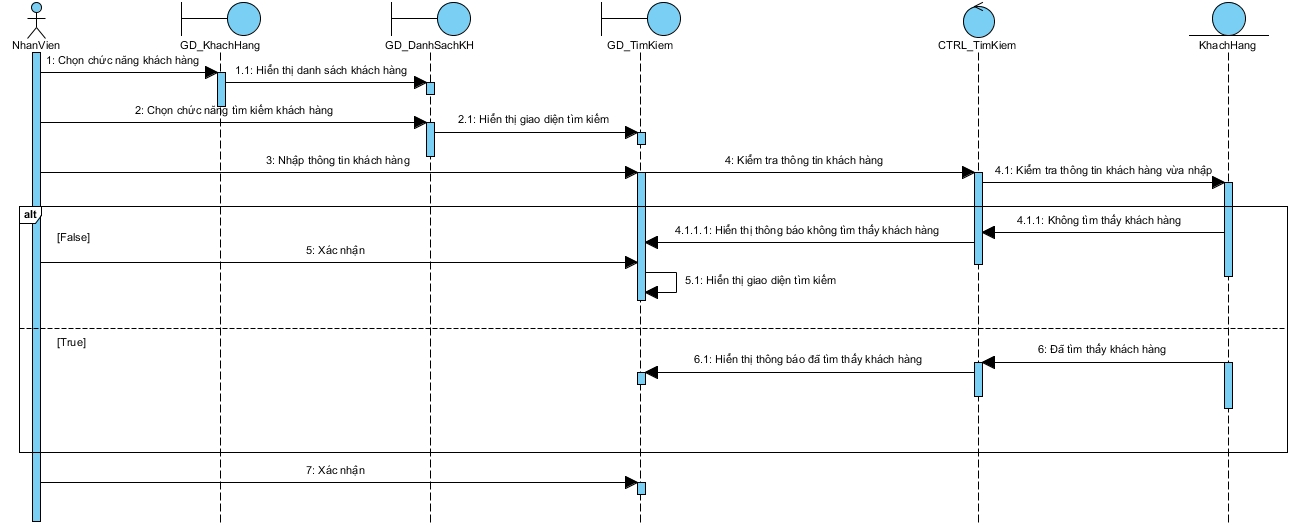 NhanVien
GD_KhachHang
GD_DanhSachKH
GD_TimKiem
CTRL_TimKiem
KhachHang
1: Chọn chức năng khách hàng
1.1: Hiển thị danh sách khách hàng
2: Chọn chức năng tìm kiếm khách hàng
2.1: Hiển thị giao diện tìm kiếm
3: Nhập thông tin khách hàng
4: Kiểm tra thông tin khách hàng
4.1: Kiểm tra thông tin khách hàng vừa nhập
alt
[False]
4.1.1: Không tìm thấy khách hàng
4.1.1.1: Hiển thị thông báo không tìm thấy khách hàng
5: Xác nhận
5.1: Hiển thị giao diện tìm kiếm
[True]
6: Đã tìm thấy khách hàng
6.1: Hiển thị thông báo đã tìm thấy khách hàng
7: Xác nhận